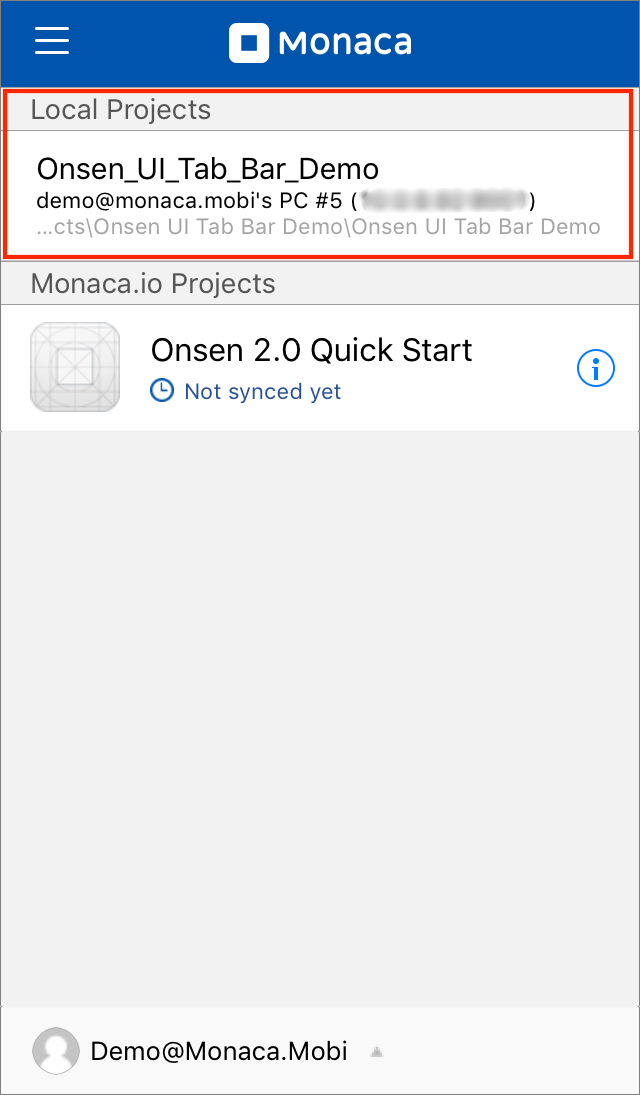 Monaca
Local Projects
Onsen_UI_Tab_Bar_Demo
demo@monaca.mobi's PC #5 ( )
...cts\Onsen UI Tab Bar Demo\Onsen UI Tab Bar Demo
Monaca.io Projects
Onsen 2.0 Quick Start
Not synced yet
Demo@Monaca.Mobi